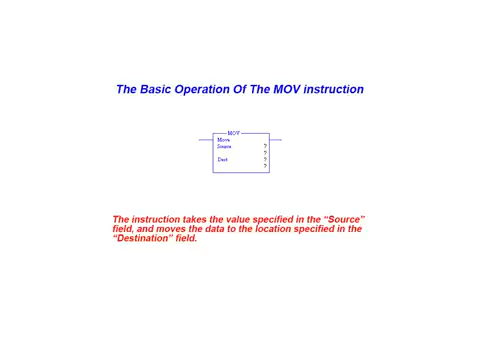 The Basic Operation Of The MOV instruction
MOV
Move
Source ?
?
Dest ?
?
The instruction takes the value specified in the “Source”
field, and moves the data to the location specified in the
“Destination” field.